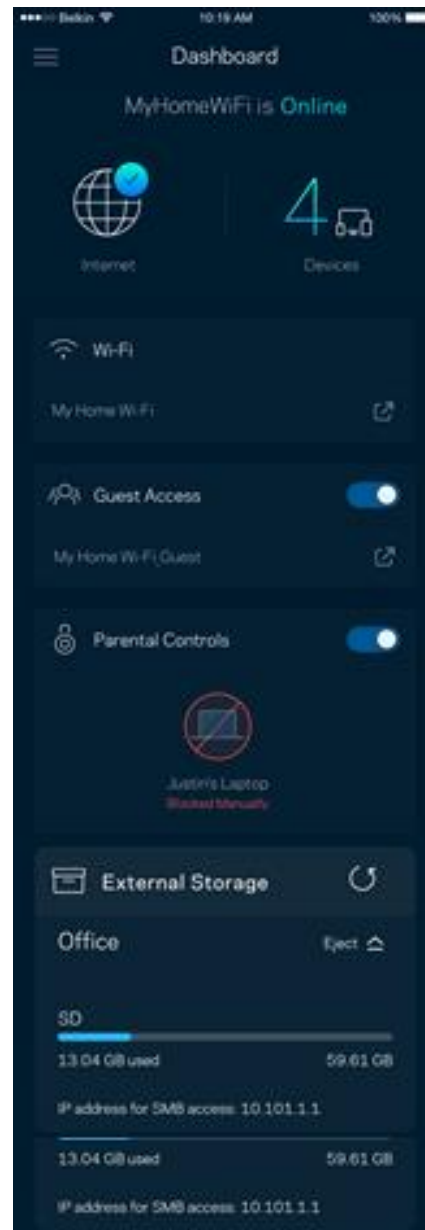 Belkin 10:19 AM 100%
Dashboard
MyHomeWiFi is Online
4
Internet Devices
Wi-Fi
My Home Wi-Fi
Guest Access
My Home Wi-Fi_Guest
Parental Controls
Justin's Laptop
Blocked Manually
External Storage
Office Eject
SD
13.04 GB used 59.61 GB
IP address for SMB access: 10.101.1.1
13.04 GB used 59.61 GB
IP address for SMB access: 10.101.1.1